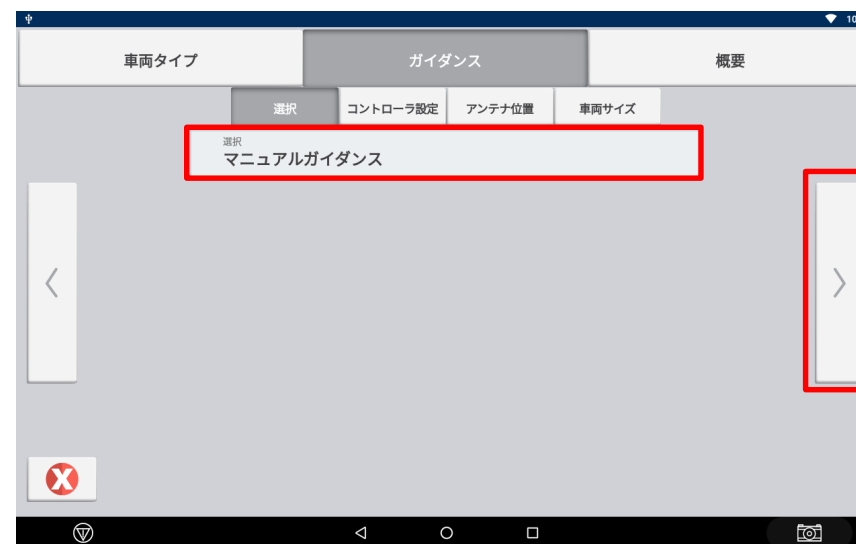 10
車両タイプ
ガイダンス
概要
選択
コントローラ設定
アンテナ位置
車両サイズ
選択
マニュアルガイダンス